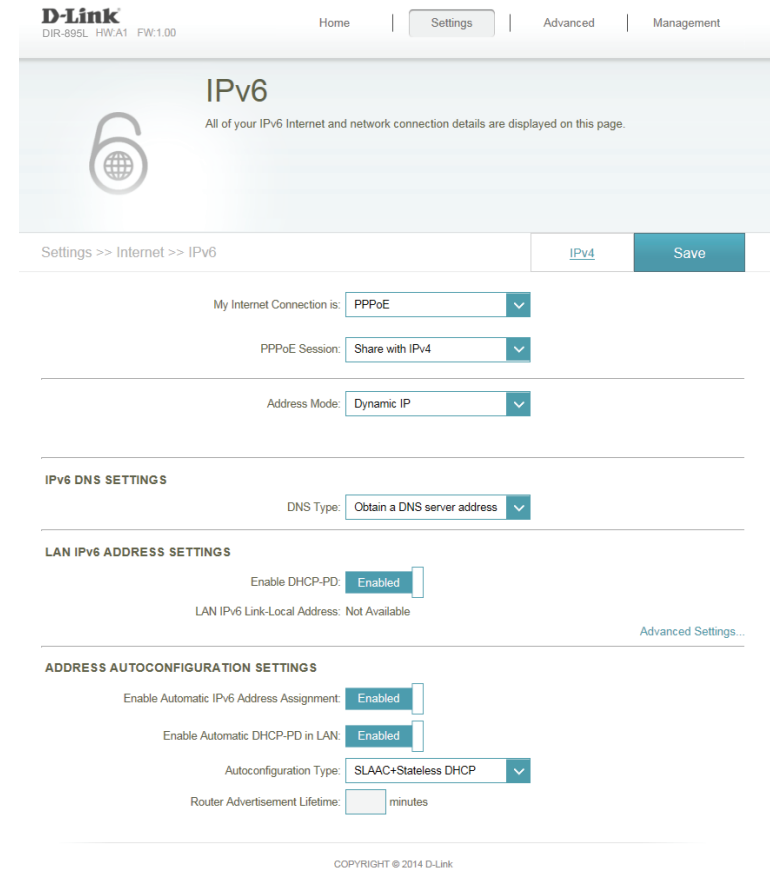 D-Link
DIR-895L HW:A1 FW:1.00
Home
Settings
Advanced
Management
IPv6
All of your IPv6 Internet and network connection details are displayed on this page.
Settings >> Internet >> IPv6
IPv4
Save
My Internet Connection is: PPPoE
PPPoE Session: Share with IPv4
Address Mode: Dynamic IP
IPv6 DNS SETTINGS
DNS Type: Obtain a DNS server address
LAN IPv6 ADDRESS SETTINGS
Enable DHCP-PD: Enabled
LAN IPv6 Link-Local Address: Not Available
Advanced Settings...
ADDRESS AUTOCONFIGURATION SETTINGS
Enable Automatic IPv6 Address Assignment: Enabled
Enable Automatic DHCP-PD in LAN: Enabled
Autoconfiguration Type: SLAAC+Stateless DHCP
Router Advertisement Lifetime: minutes
COPYRIGHT © 2014 D-Link